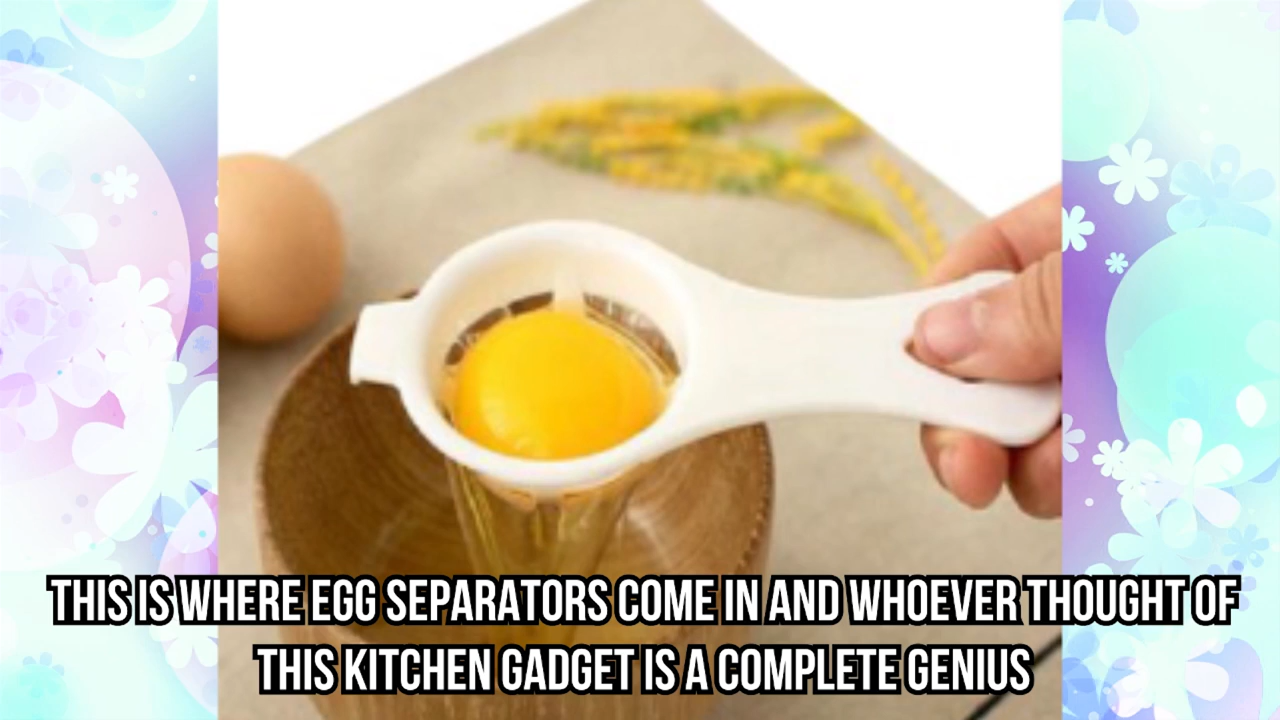 THIS IS WHERE EGG SEPARATORS COME IN AND WHOEVER THOUGHT OF
THIS KITCHEN GADGET IS A COMPLETE GENIUS